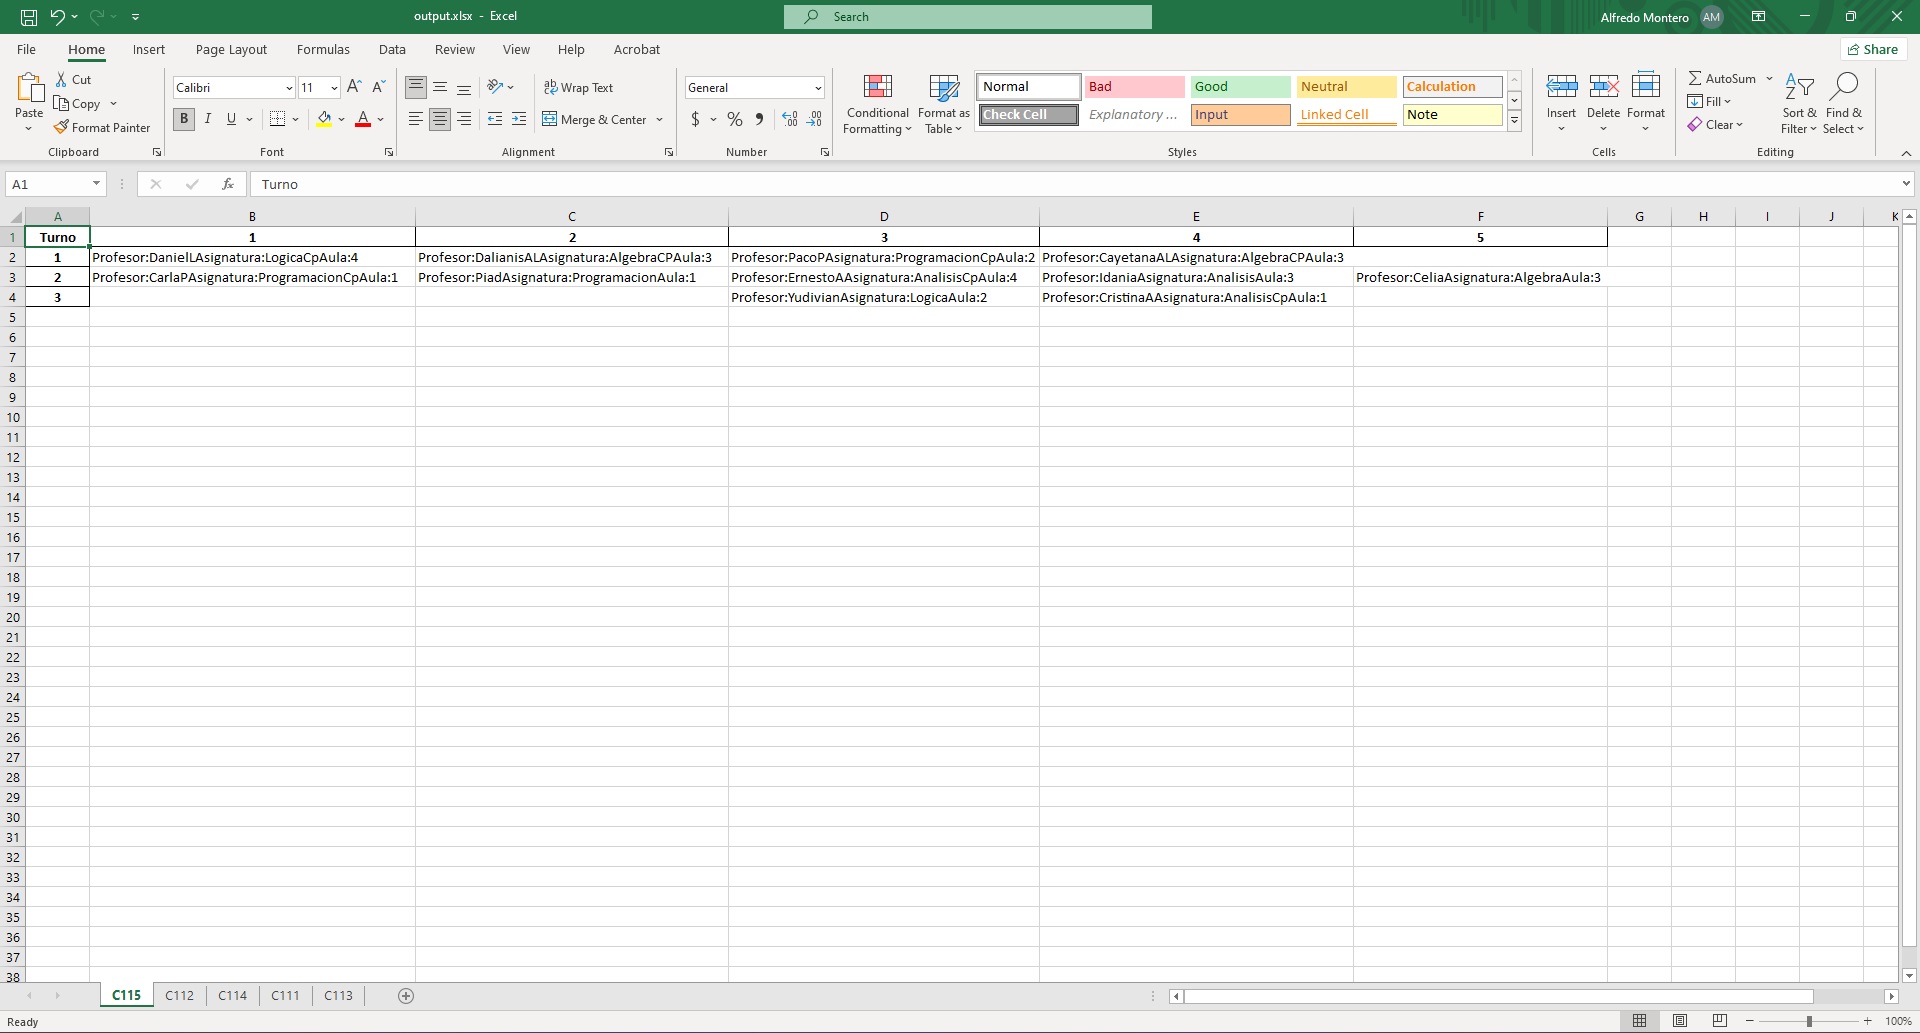 output.xlsx - Excel
Search
Alfredo Montero AM
File Home Insert Page Layout Formulas Data Review View Help Acrobat Share
Paste Cut Copy Format Painter
Calibri 11
B I U
Wrap Text
Merge & Center
General
$ % 9
Conditional Formatting
Format as Table
Normal Bad Good Neutral Calculation
Check Cell Explanatory ... Input Linked Cell Note
Insert Delete Format
AutoSum
Fill
Clear
Sort & Filter
Find & Select
Clipboard Font Alignment Number Styles Cells Editing
A1 fx Turno
A B C D E F G H I J K
1 Turno 1 2 3 4 5
2 1 Profesor:DanielLAsignatura:LogicaCpAula:4 Profesor:DalianisALAsignatura:AlgebraCPAula:3 Profesor:PacoPAsignatura:ProgramacionCpAula:2 Profesor:CayetanaALAsignatura:AlgebraCPAula:3
3 2 Profesor:CarlaPAsignatura:ProgramacionCpAula:1 Profesor:PiadAsignatura:ProgramacionAula:1 Profesor:ErnestoAAsignatura:AnalisisCpAula:4 Profesor:IdaniaAsignatura:AnalisisAula:3 Profesor:CeliaAsignatura:AlgebraAula:3
4 3 Profesor:YudivianAsignatura:LogicaAula:2 Profesor:CristinaAAsignatura:AnalisisCpAula:1
5
6
7
8
9
10
11
12
13
14
15
16
17
18
19
20
21
22
23
24
25
26
27
28
29
30
31
32
33
34
35
36
37
38
C115 C112 C114 C111 C113
Ready 100%